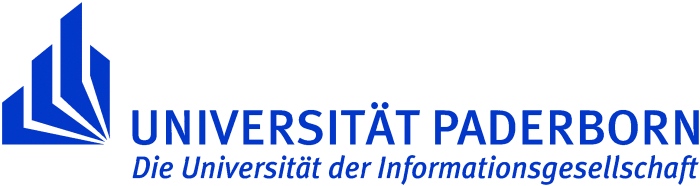 UNIVERSITÄT PADERBORN
Die Universität der Informationsgesellschaft